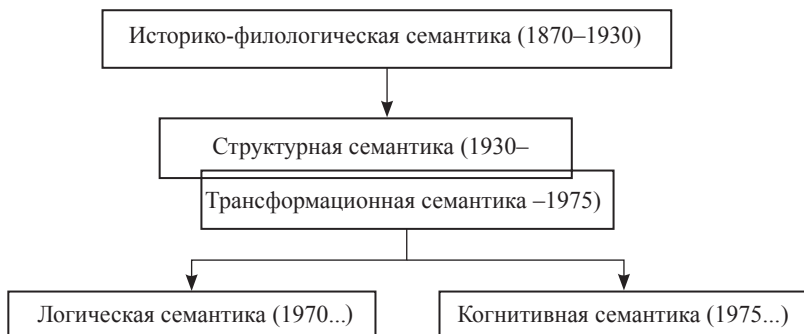 Историко-филологическая семантика (1870–1930)
Структурная семантика (1930–
Трансформационная семантика –1975)
Логическая семантика (1970...)
Когнитивная семантика (1975...)